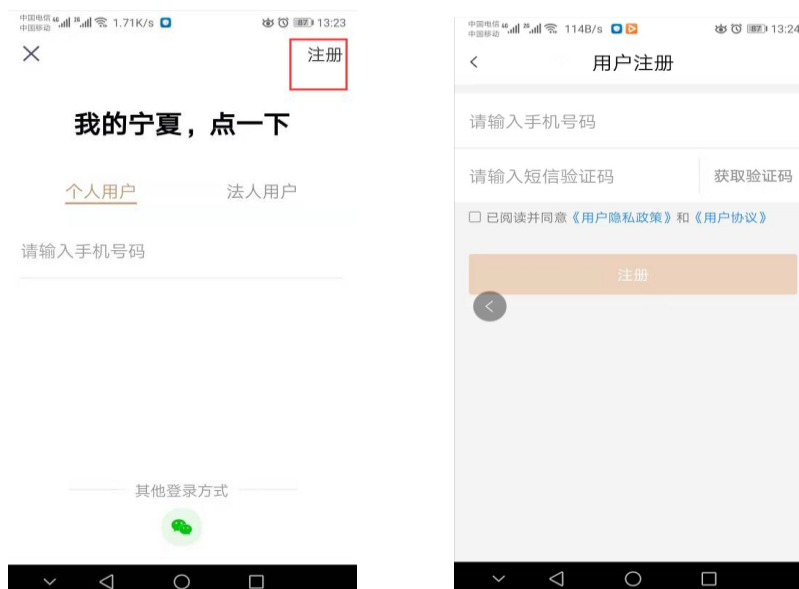 中国电信 中国移动 4G 2G 1.71K/s 87 13:23
注册
我的宁夏，点一下
个人用户 法人用户
请输入手机号码
其他登录方式
中国电信 中国移动 4G 2G 114B/s 87 13:24
用户注册
请输入手机号码
请输入短信验证码 获取验证码
已阅读并同意《用户隐私政策》和《用户协议》
注册